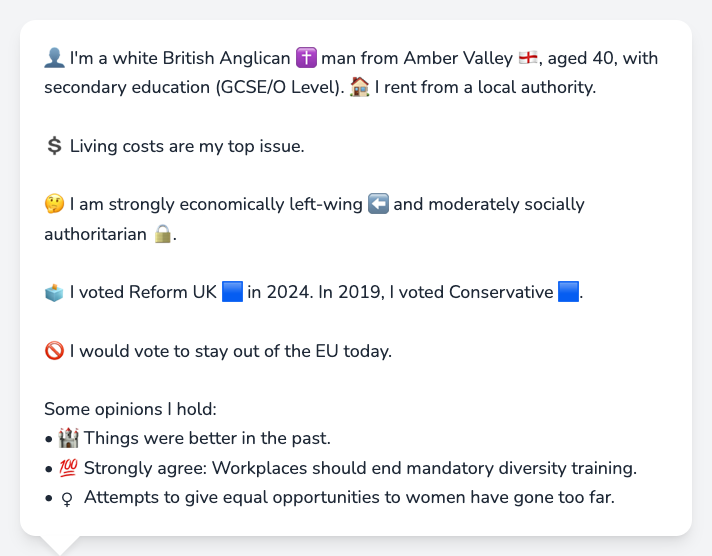 👤 I'm a white British Anglican ✝️ man from Amber Valley 🏴󠁧󠁢󠁥󠁮󠁧󠁿, aged 40, with
secondary education (GCSE/O Level). 🏠 I rent from a local authority.
💲 Living costs are my top issue.
🤔 I am strongly economically left-wing ⬅️ and moderately socially
authoritarian 🔒.
🗳️ I voted Reform UK 🟦 in 2024. In 2019, I voted Conservative 🟦.
🚫 I would vote to stay out of the EU today.
Some opinions I hold:
• 🏰 Things were better in the past.
• 💯 Strongly agree: Workplaces should end mandatory diversity training.
• ♀ Attempts to give equal opportunities to women have gone too far.